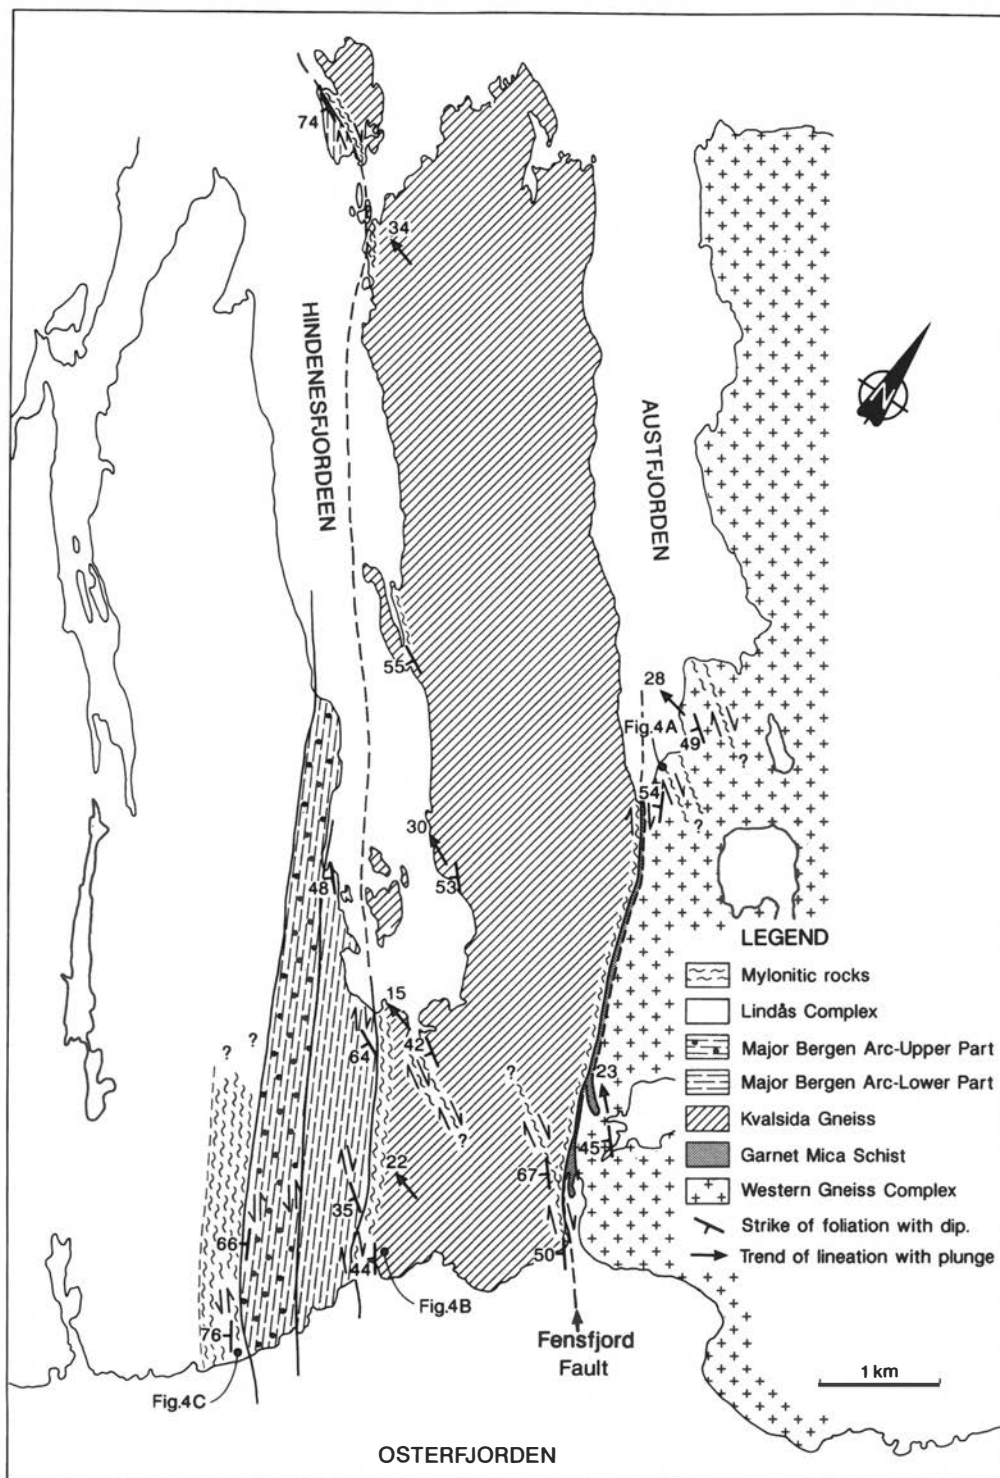 74
34
HINDENESFJORDEEN
AUSTFJORDEN
N
55
28
Fig.4A
49
?
54
?
30
53
48
LEGEND
Mylonitic rocks
Lindås Complex
Major Bergen Arc-Upper Part
Major Bergen Arc-Lower Part
Kvalsida Gneiss
Garnet Mica Schist
Western Gneiss Complex
Strike of foliation with dip.
Trend of lineation with plunge
15
42
64
?
?
?
23
?
45
67
22
35
66
50
44
Fig.4B
76
Fensfjord
Fault
1 km
Fig.4C
OSTERFJORDEN